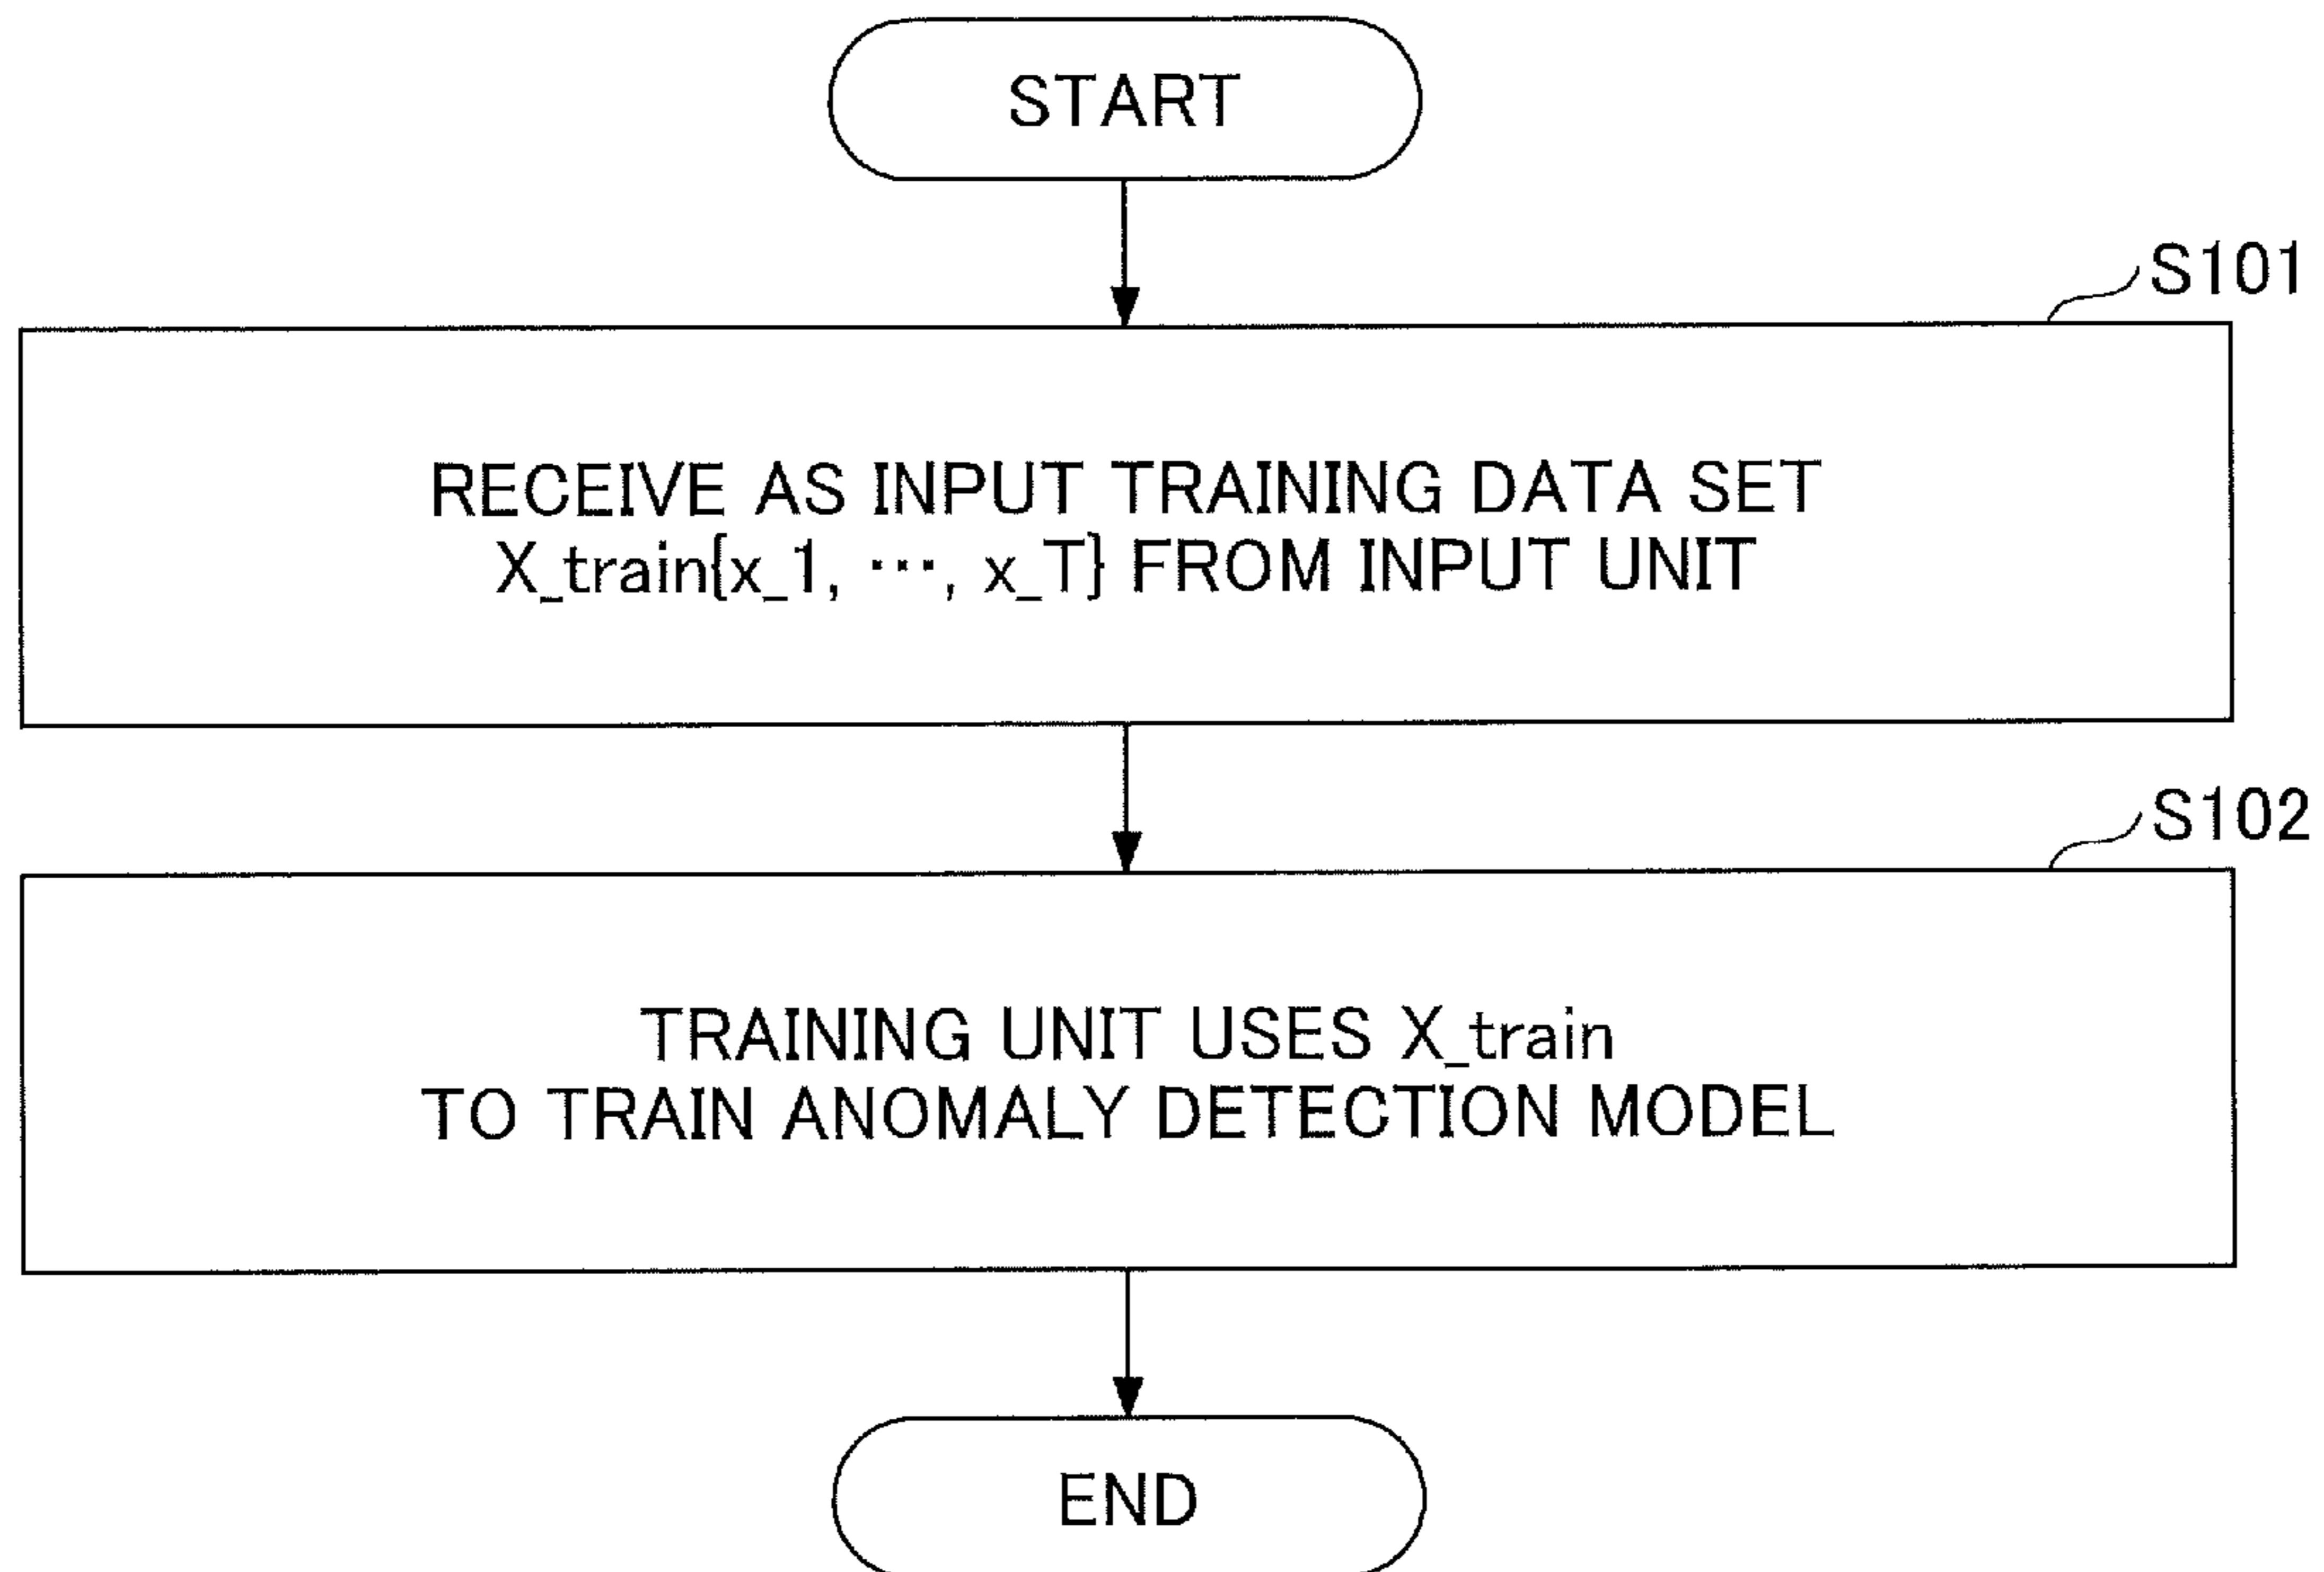 START
S101
RECEIVE AS INPUT TRAINING DATA SET
X_train{x_1, ···, x_T} FROM INPUT UNIT
S102
TRAINING UNIT USES X_train
TO TRAIN ANOMALY DETECTION MODEL
END